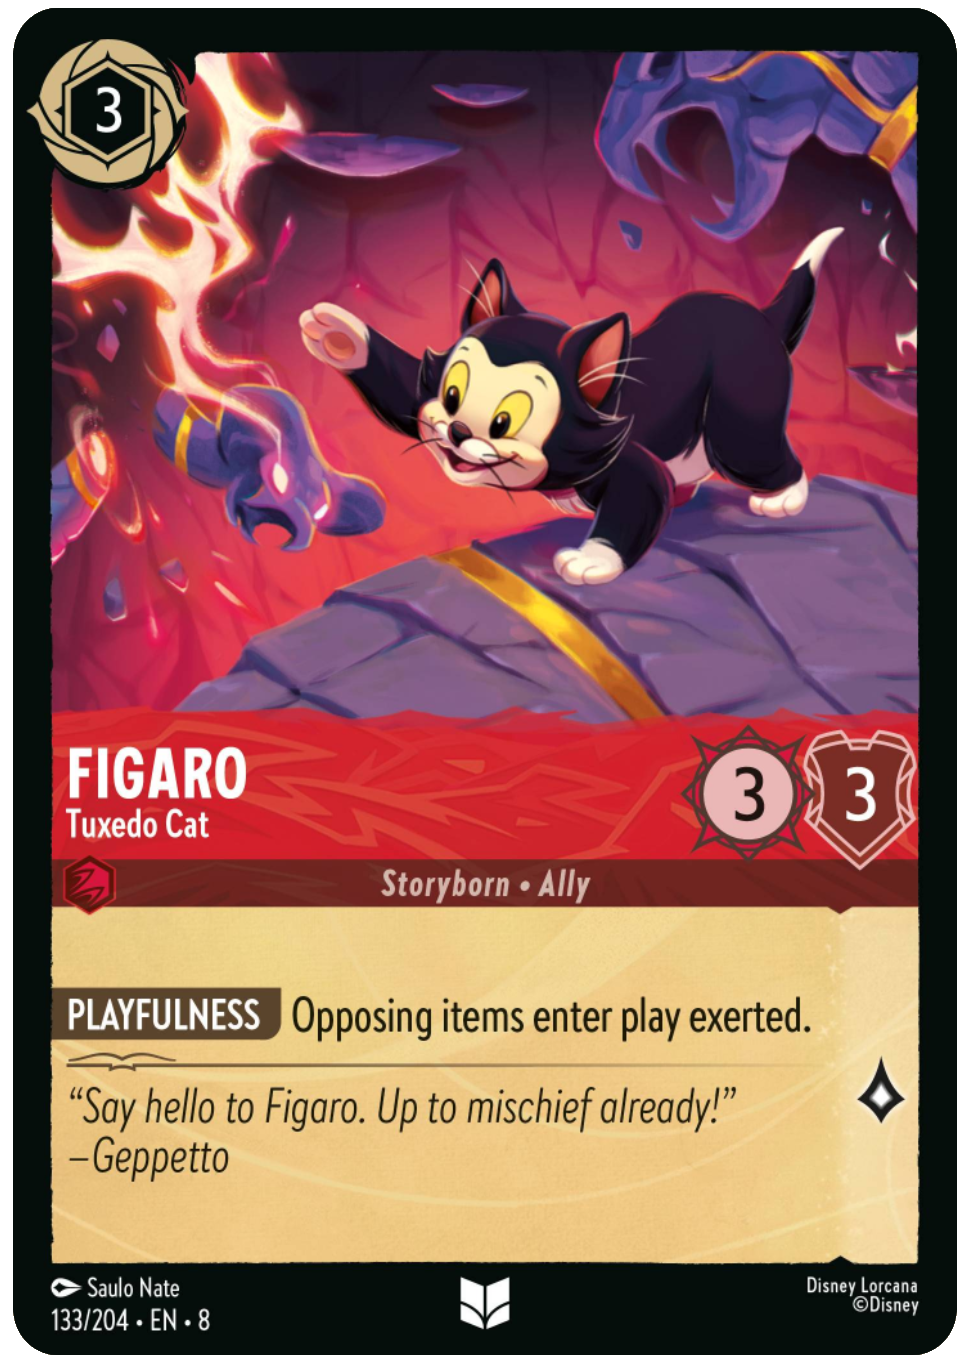 3
FIGARO
Tuxedo Cat
3 3
Storyborn • Ally
PLAYFULNESS Opposing items enter play exerted.
“Say hello to Figaro. Up to mischief already!”
–Geppetto
Saulo Nate
133/204 • EN • 8
Disney Lorcana
©Disney